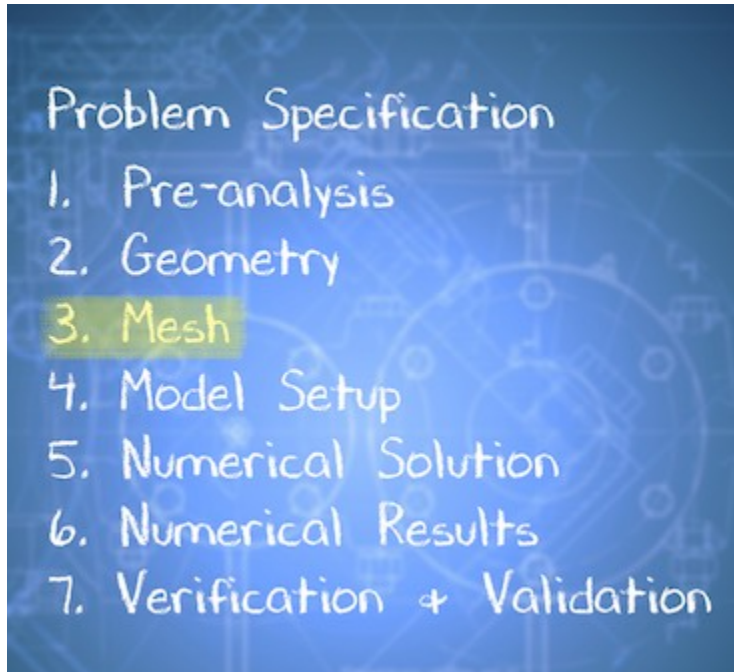 Problem Specification
1. Pre-analysis
2. Geometry
3. Mesh
4. Model Setup
5. Numerical Solution
6. Numerical Results
7. Verification & Validation